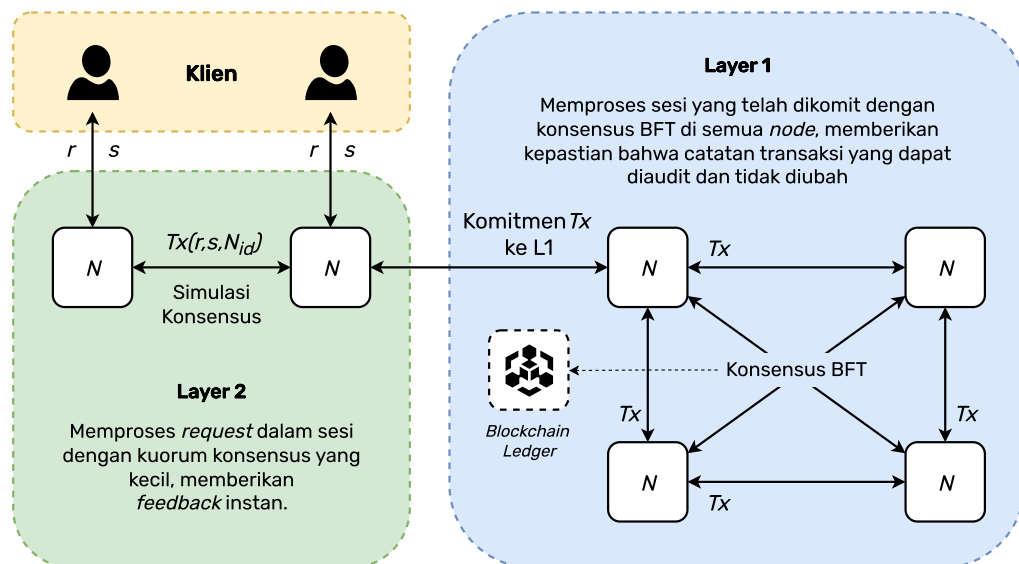 Klien
r s
r s
Tx(r,s,N_id)
N
N
Simulasi
Konsensus
Layer 2
Memproses request dalam sesi
dengan kuorum konsensus yang
kecil, memberikan
feedback instan.
Komitmen Tx
ke L1
Layer 1
Memproses sesi yang telah dikomit dengan
konsensus BFT di semua node, memberikan
kepastian bahwa catatan transaksi yang dapat
diaudit dan tidak diubah
N
Tx
N
Konsensus BFT
Tx
Tx
Blockchain
Ledger
N
Tx
N